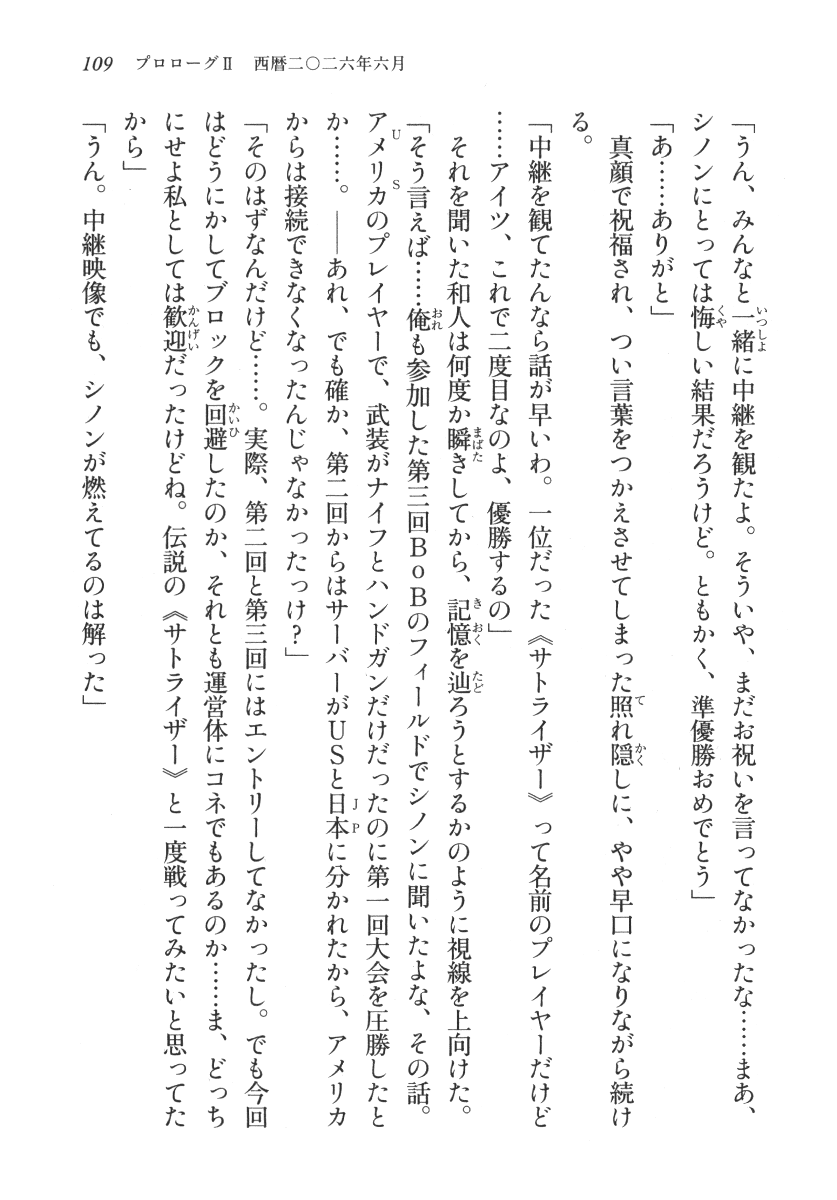 109 プロローグⅡ 西暦二〇二六年六月
「うん、みんなと一緒に中継を観たよ。そういや、まだお祝いを言ってなかったな……まあ、
シノンにとっては悔しい結果だろうけど。ともかく、準優勝おめでとう」
「あ……ありがと」
真顔で祝福され、つい言葉をつかえさせてしまった照れ隠しに、やや早口になりながら続け
る。
「中継を観てたんなら話が早いわ。一位だった《サトライザー》って名前のプレイヤーだけど
……アイツ、これで二度目なのよ、優勝するの」
それを聞いた和人は何度か瞬きしてから、記憶を辿ろうとするかのように視線を上向けた。
「そう言えば……俺も参加した第三回BoBのフィールドでシノンに聞いたよな、その話。
アメリカのプレイヤーで、武装がナイフとハンドガンだけだったのに第一回大会を圧勝したと
か……。――あれ、でも確か、第二回からはサーバーがUSと日本に分かれたから、アメリカ
からは接続できなくなったんじゃなかったっけ?」
「そのはずなんだけど……。実際、第二回と第三回にはエントリーしてなかったし。でも今回
はどうにかしてブロックを回避したのか、それとも運営体にコネでもあるのか……ま、どっち
にせよ私としては歓迎だったけどね。伝説の《サトライザー》と一度戦ってみたいと思ってた
から」
「うん。中継映像でも、シノンが燃えてるのは解った」